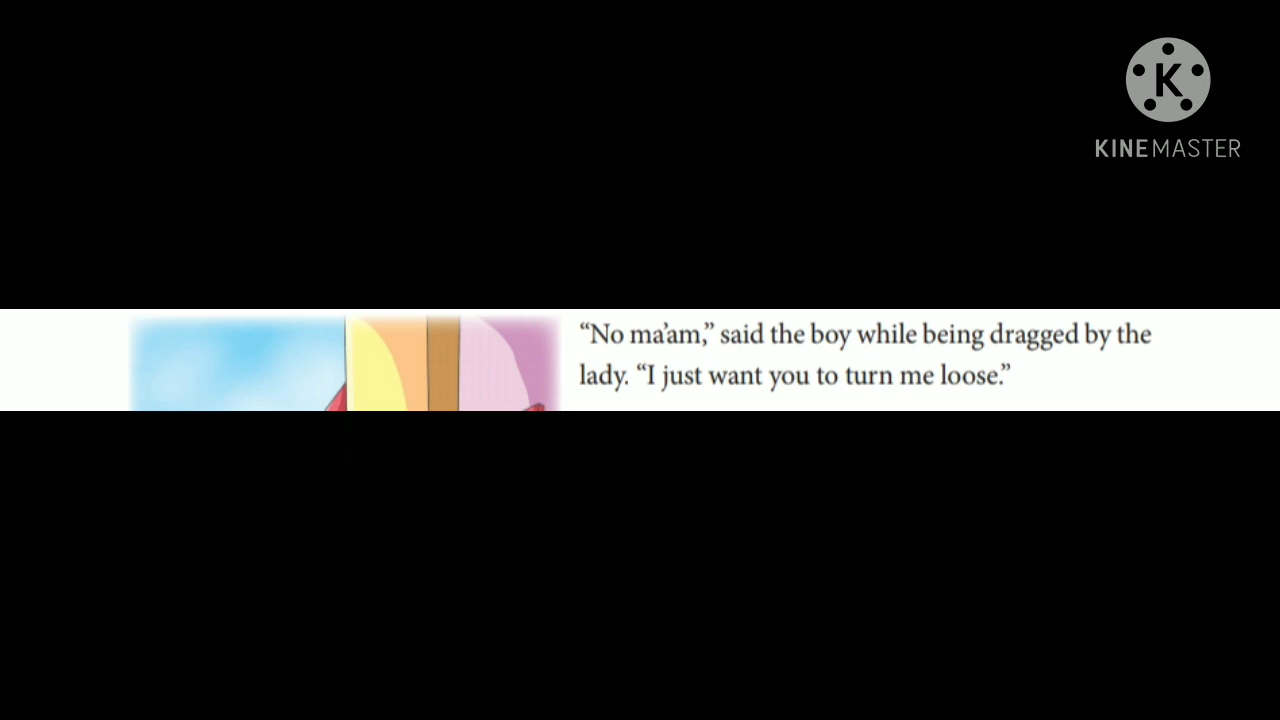 KINEMASTER
“No ma’am,” said the boy while being dragged by the
lady. “I just want you to turn me loose.”